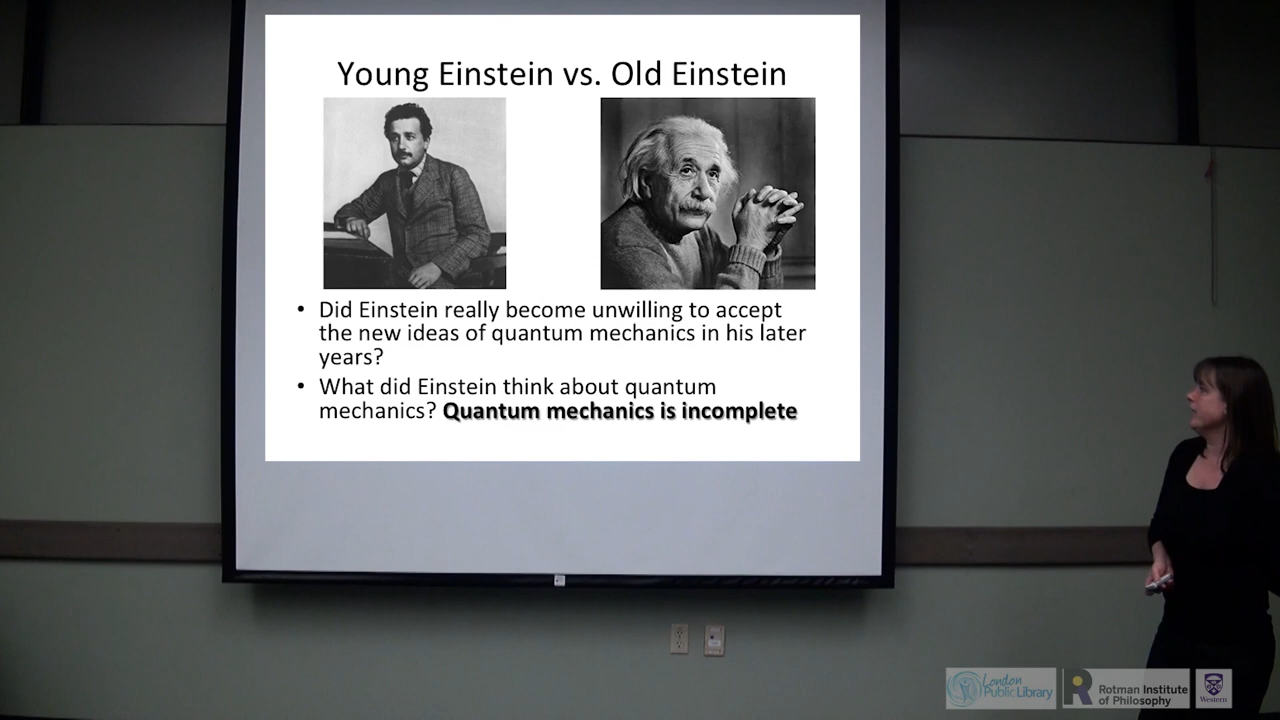 Young Einstein vs. Old Einstein
• Did Einstein really become unwilling to accept
the new ideas of quantum mechanics in his later
years?
• What did Einstein think about quantum
mechanics? Quantum mechanics is incomplete
London
Public Library
Rotman Institute
of Philosophy
Western